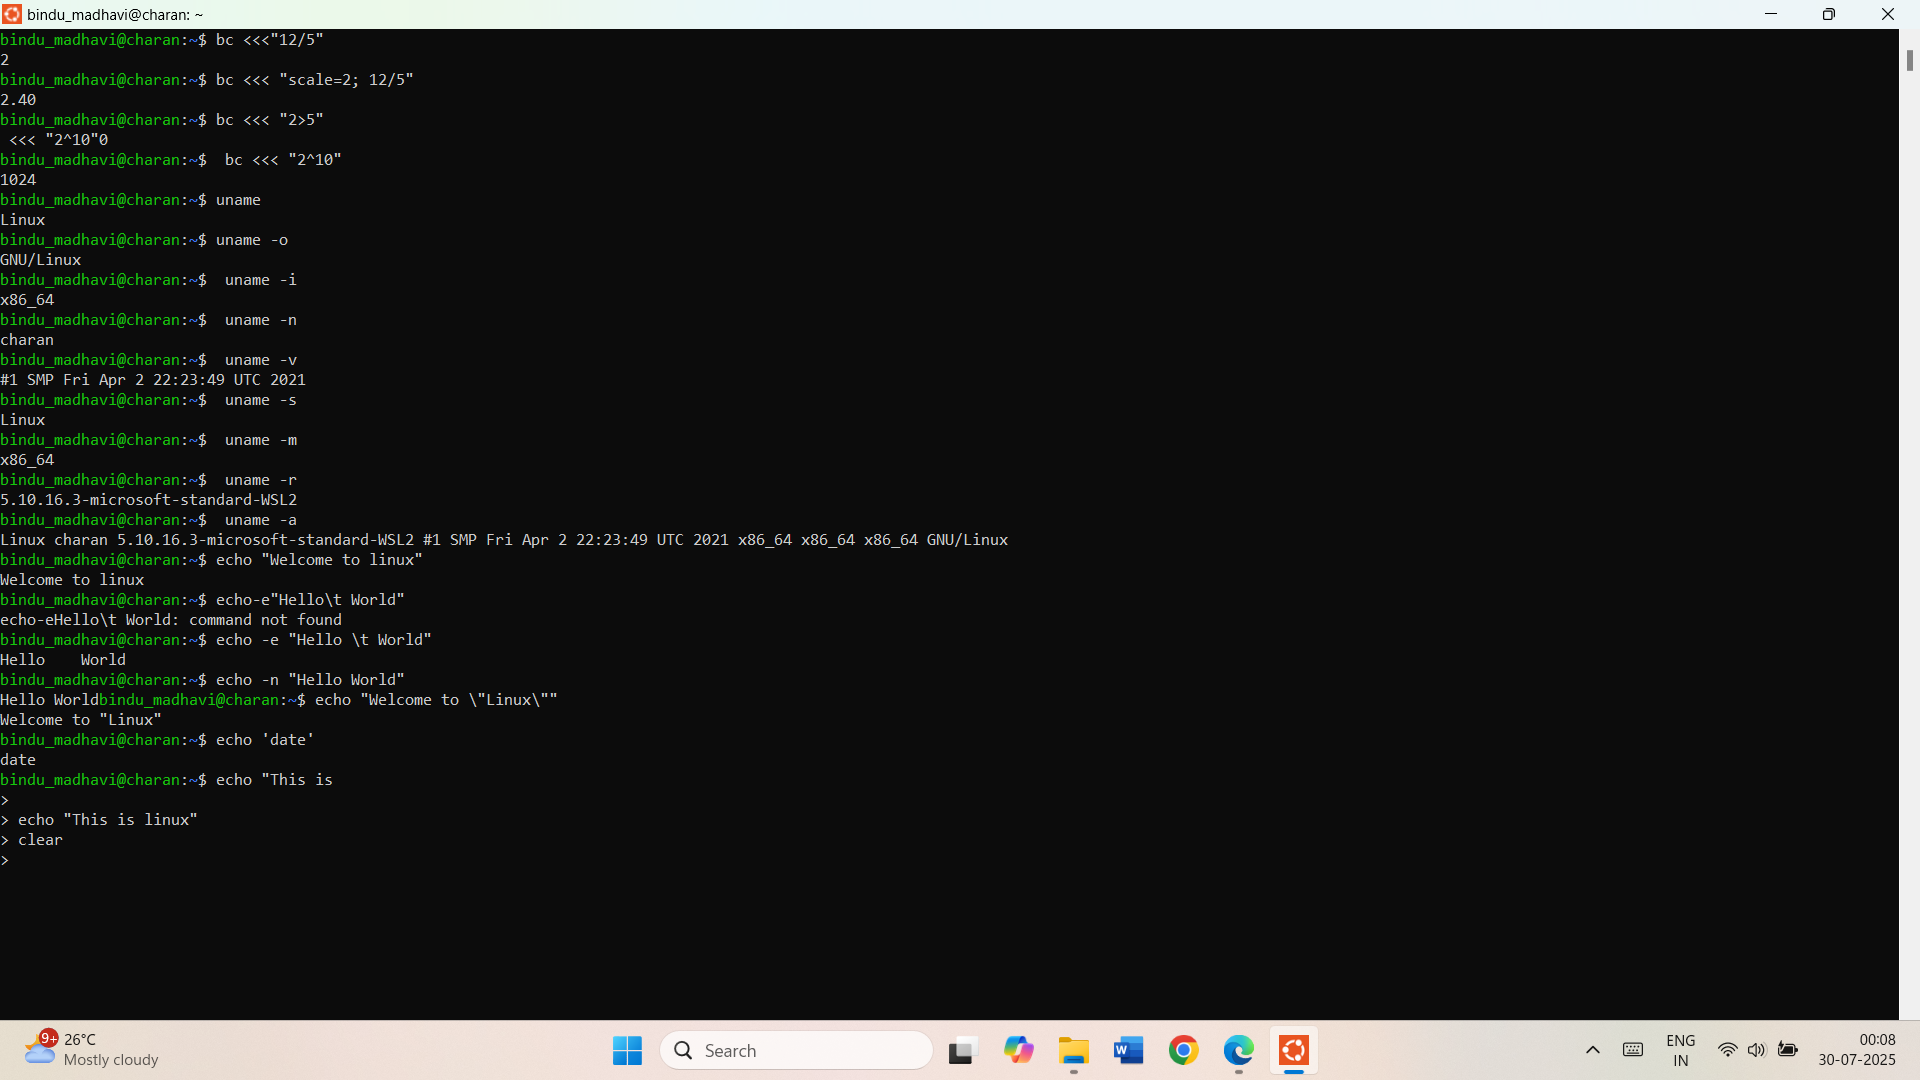 bindu_madhavi@charan: ~
bindu_madhavi@charan:~$ bc <<<"12/5"
2
bindu_madhavi@charan:~$ bc <<< "scale=2; 12/5"
2.40
bindu_madhavi@charan:~$ bc <<< "2>5"
 <<< "2^10"0
bindu_madhavi@charan:~$  bc <<< "2^10"
1024
bindu_madhavi@charan:~$ uname
Linux
bindu_madhavi@charan:~$ uname -o
GNU/Linux
bindu_madhavi@charan:~$  uname -i
x86_64
bindu_madhavi@charan:~$  uname -n
charan
bindu_madhavi@charan:~$  uname -v
#1 SMP Fri Apr 2 22:23:49 UTC 2021
bindu_madhavi@charan:~$  uname -s
Linux
bindu_madhavi@charan:~$  uname -m
x86_64
bindu_madhavi@charan:~$  uname -r
5.10.16.3-microsoft-standard-WSL2
bindu_madhavi@charan:~$  uname -a
Linux charan 5.10.16.3-microsoft-standard-WSL2 #1 SMP Fri Apr 2 22:23:49 UTC 2021 x86_64 x86_64 x86_64 GNU/Linux
bindu_madhavi@charan:~$ echo "Welcome to linux"
Welcome to linux
bindu_madhavi@charan:~$ echo-e"Hello\t World"
echo-eHello\t World: command not found
bindu_madhavi@charan:~$ echo -e "Hello \t World"
Hello    World
bindu_madhavi@charan:~$ echo -n "Hello World"
Hello Worldbindu_madhavi@charan:~$ echo "Welcome to \"Linux\""
Welcome to "Linux"
bindu_madhavi@charan:~$ echo 'date'
date
bindu_madhavi@charan:~$ echo "This is
>
> echo "This is linux"
> clear
>
9+
26°C
Mostly cloudy
Search
W
ENG
IN
00:08
30-07-2025